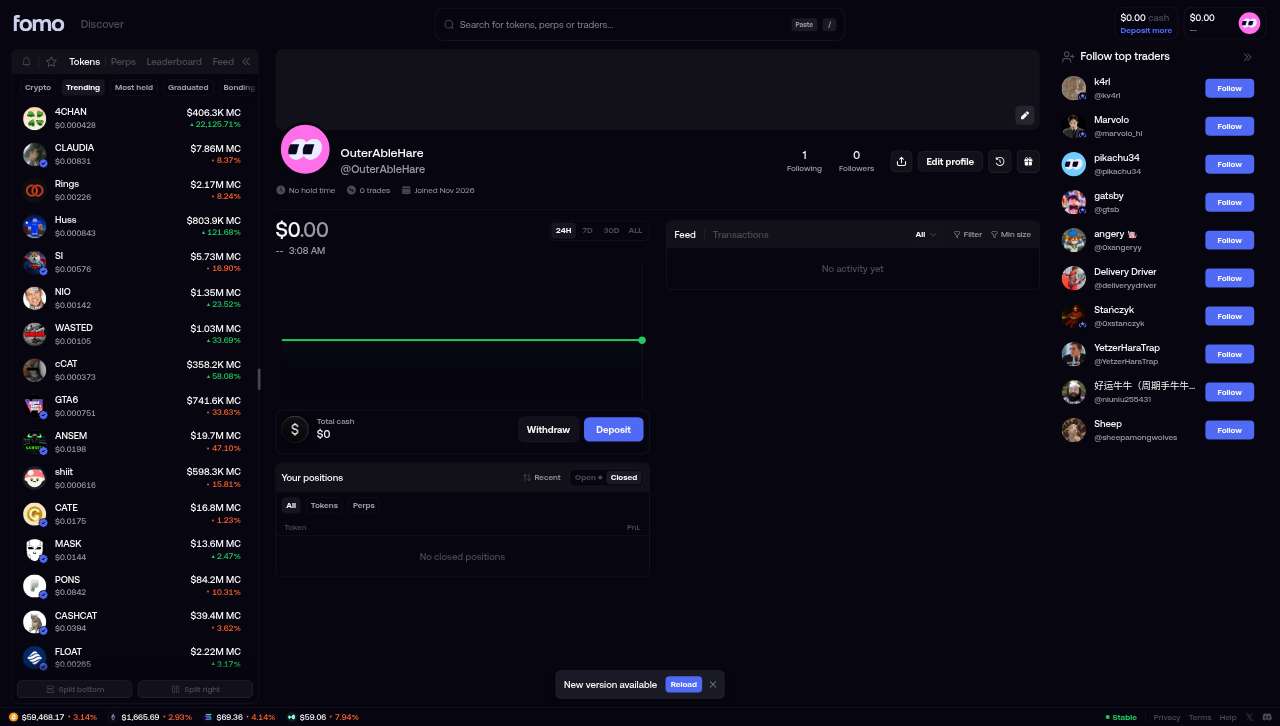 fomo Discover
Search for tokens, perps or traders... Paste /
$0.00 cash
Deposit more
$0.00
Tokens Perps Leaderboard Feed
Crypto Trending Most held Graduated Bonding
4CHAN $406.3K MC
$0.000428 22,125.71%
CLAUDIA $7.86M MC
$0.00831 8.37%
Rings $2.17M MC
$0.00226 8.24%
Huss $803.9K MC
$0.000843 121.68%
SI $5.73M MC
$0.00576 16.90%
NIO $1.35M MC
$0.00142 23.52%
WASTED $1.03M MC
$0.00105 33.69%
cCAT $358.2K MC
$0.000373 58.08%
GTA6 $741.6K MC
$0.000751 33.63%
ANSEM $19.7M MC
$0.0198 47.10%
shiit $598.3K MC
$0.000616 15.81%
CATE $16.8M MC
$0.0175 1.23%
MASK $13.6M MC
$0.0144 2.47%
PONS $84.2M MC
$0.0842 10.31%
CASHCAT $39.4M MC
$0.0394 3.62%
FLOAT $2.22M MC
$0.00265 3.17%
Split bottom Split right
OuterAbleHare
@OuterAbleHare
No hold time 0 trades Joined Nov 2026
1 Following
0 Followers
Edit profile
$0.00
-- 3:08 AM
24H 7D 30D ALL
Total cash
$0
Withdraw Deposit
Your positions Recent Open Closed
All Tokens Perps
Token PnL
No closed positions
Feed Transactions All Filter Min size
No activity yet
Follow top traders
k4rl
@kv4rl
Follow
Marvolo
@marvolo_hl
Follow
pikachu34
@pikachu34
Follow
gatsby
@gtsb
Follow
angery
@0xangeryy
Follow
Delivery Driver
@deliveryydriver
Follow
Stańczyk
@0xstanczyk
Follow
YetzerHaraTrap
@YetzerHaraTrap
Follow
好运牛牛（周期手牛牛...
@niuniu255431
Follow
Sheep
@sheepamongwolves
Follow
New version available Reload
$59,468.17 3.14% $1,665.69 2.93% $69.36 4.14% $59.06 7.94%
Stable Privacy Terms Help